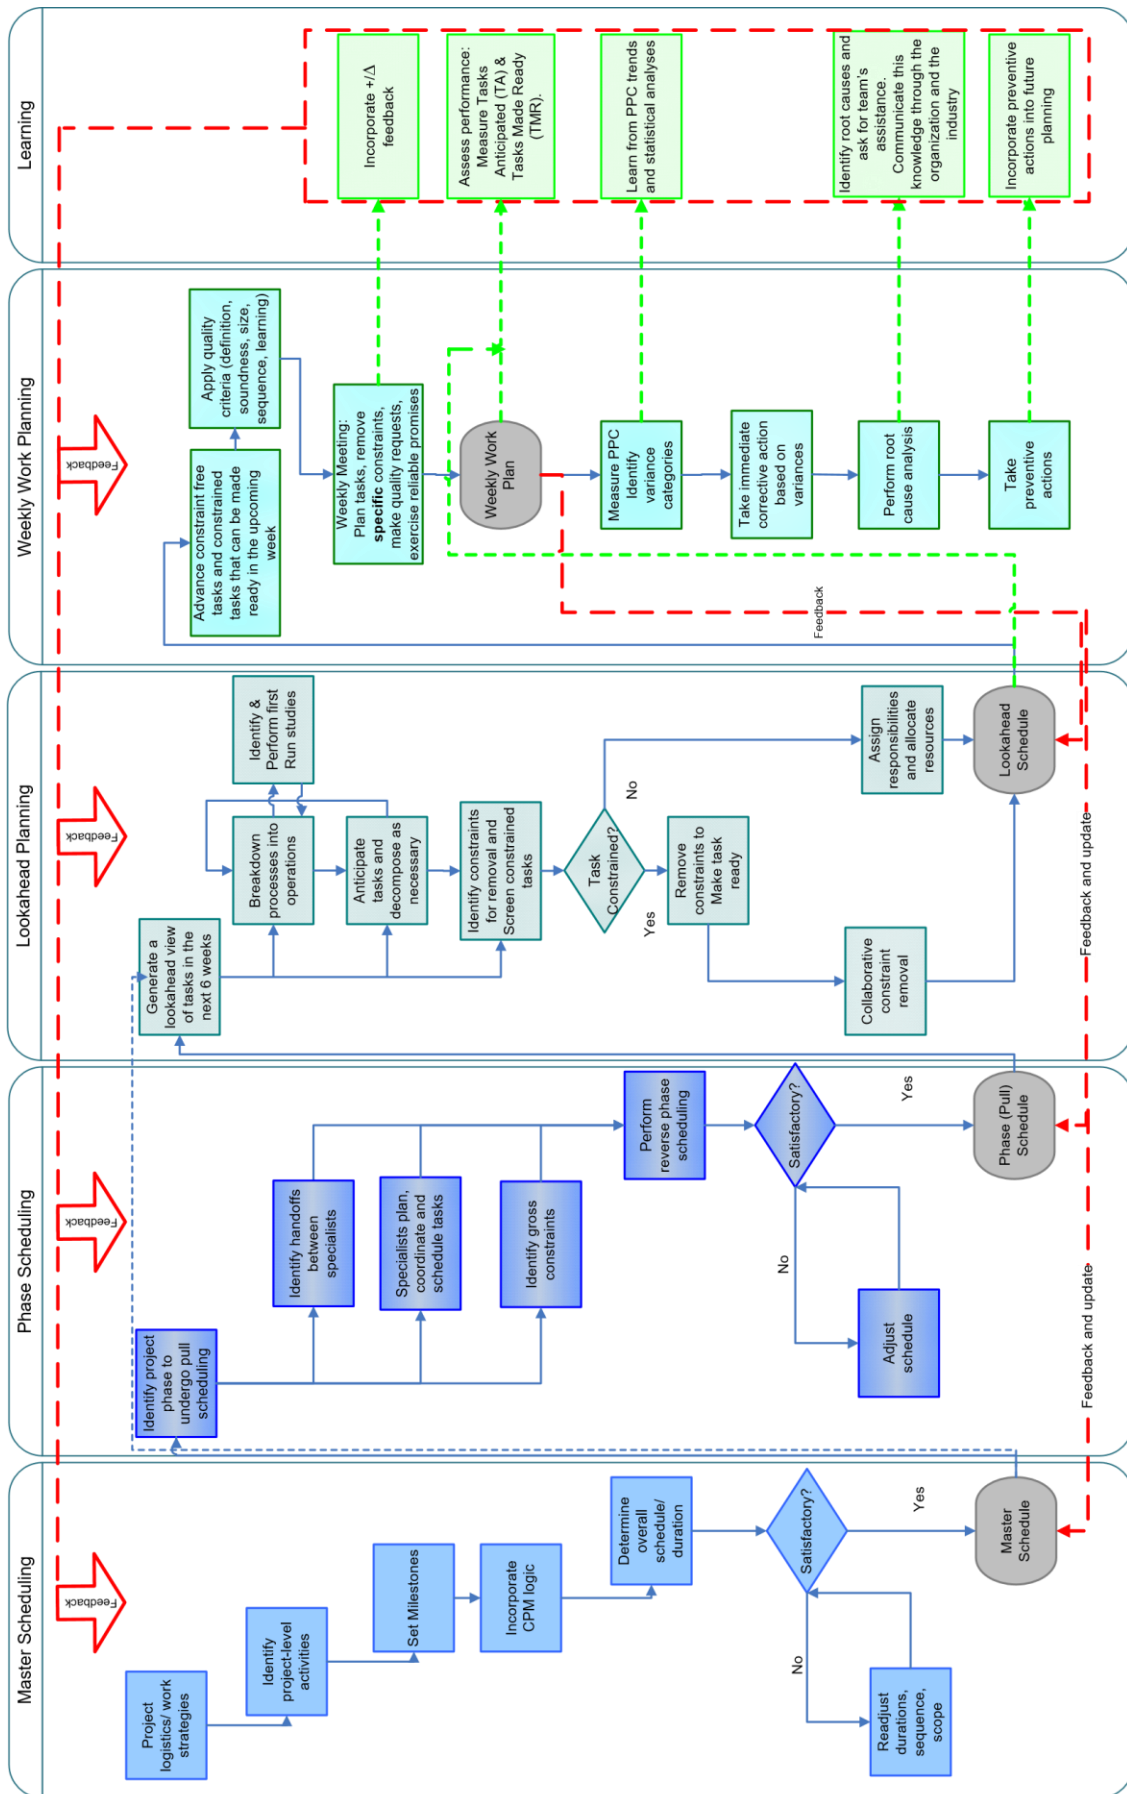 Master Scheduling
Feedback
Project
logistics/ work
strategies
Identify
project-level
activities
Set Milestones
Incorporate
CPM logic
Determine
overall
schedule/
duration
Satisfactory?
No
Yes
Readjust
durations,
sequence,
scope
Master
Schedule
Phase Scheduling
Feedback
Identify project
phase to
undergo pull
scheduling
Identify handoffs
between
specialists
Specialists plan,
coordinate and
schedule tasks
Identify gross
constraints
Perform
reverse phase
scheduling
Satisfactory?
No
Yes
Adjust
schedule
Phase (Pull)
Schedule
Feedback and update
Lookahead Planning
Feedback
Generate a
lookahead view
of tasks in the
next 6 weeks
Breakdown
processes into
operations
Identify &
Perform first
Run studies
Anticipate
tasks and
decompose as
necessary
Identify constraints
for removal and
Screen constrained
tasks
Task
Constrained?
Yes
No
Remove
constraints to
Make task
ready
Collaborative
constraint
removal
Assign
responsibilities
and allocate
resources
Lookahead
Schedule
Feedback and update
Weekly Work Planning
Feedback
Advance constraint free
tasks and constrained
tasks that can be made
ready in the upcoming
week
Apply quality
criteria (definition,
soundness, size,
sequence, learning)
Weekly Meeting:
Plan tasks, remove
specific constraints,
make quality requests,
exercise reliable promises
Weekly Work
Plan
Measure PPC
Identify
variance
categories
Take immediate
corrective action
based on
variances
Perform root
cause analysis
Take
preventive
actions
Feedback
Learning
Incorporate +/Δ
feedback
Assess performance:
Measure Tasks
Anticipated (TA) &
Tasks Made Ready
(TMR).
Learn from PPC trends
and statistical analyses
Identify root causes and
ask for team's
assistance.
Communicate this
knowledge through the
organization and the
industry
Incorporate preventive
actions into future
planning